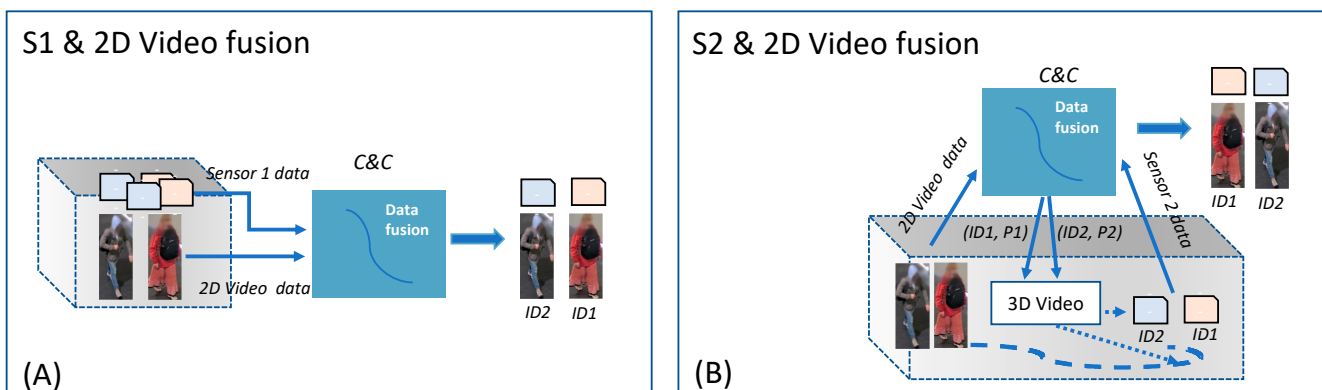 S1 & 2D Video fusion
Sensor 1 data
C&C
Data
fusion
2D Video data
ID2
ID1
(A)
S2 & 2D Video fusion
C&C
Data
fusion
ID1
ID2
2D Video data
Sensor 2 data
(ID1, P1)
(ID2, P2)
3D Video
ID2
ID1
(B)